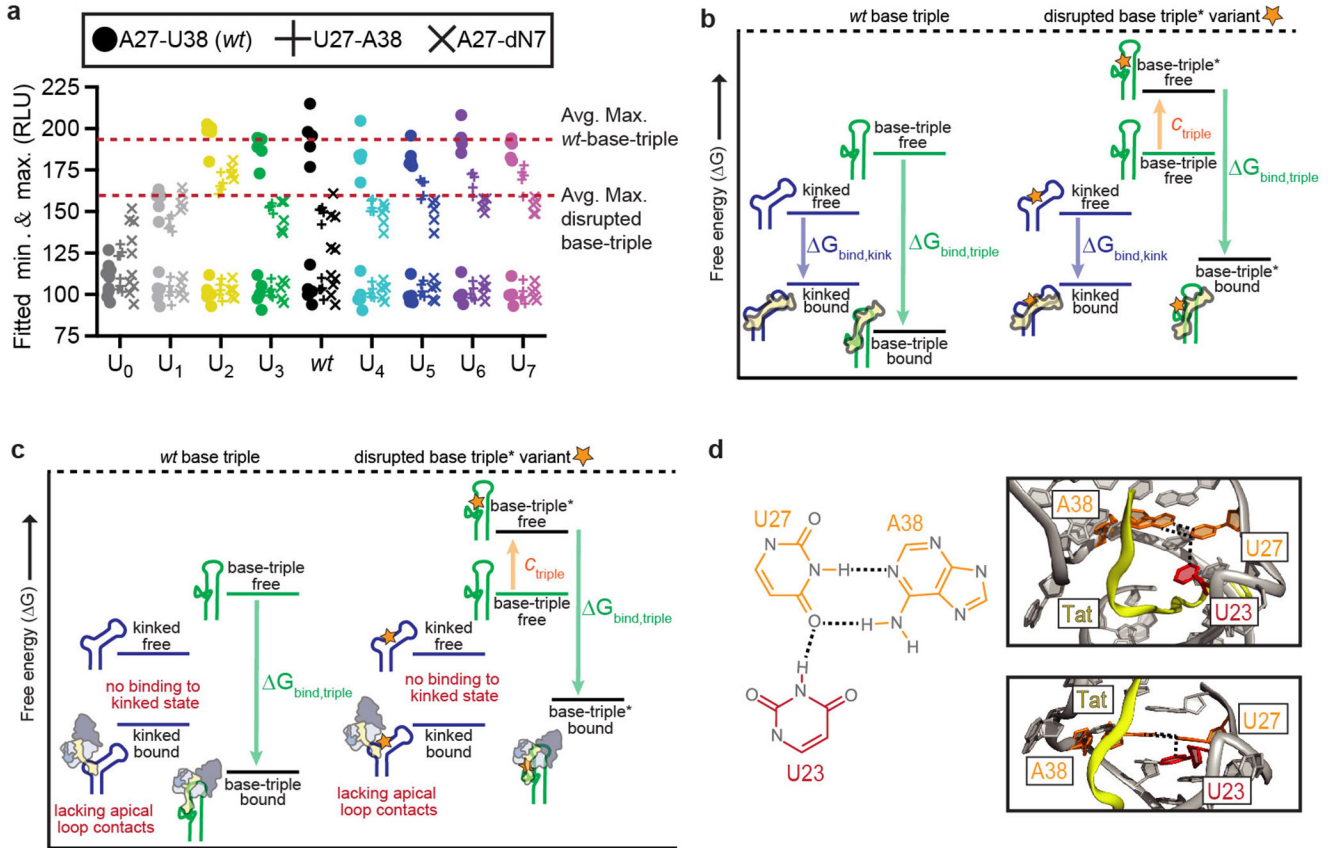 a
A27-U38 (wt) U27-A38 A27-dN7
Fitted min. & max. (RLU)
225
200
175
150
125
100
75
U0 U1 U2 U3 wt U4 U5 U6 U7
Avg. Max.
wt-base-triple
Avg. Max.
disrupted
base-triple
b
wt base triple
disrupted base triple* variant
Free energy (ΔG)
kinked
free
ΔGbind,kink
kinked
bound
base-triple
free
ΔGbind,triple
base-triple
bound
kinked
free
ΔGbind,kink
kinked
bound
base-triple*
free
Ctriple
base-triple
free
ΔGbind,triple
base-triple*
bound
c
wt base triple
disrupted base triple* variant
Free energy (ΔG)
kinked
free
no binding to
kinked state
kinked
bound
lacking apical
loop contacts
base-triple
free
ΔGbind,triple
base-triple
bound
kinked
free
no binding to
kinked state
kinked
bound
lacking apical
loop contacts
base-triple*
free
Ctriple
base-triple
free
ΔGbind,triple
base-triple*
bound
d
U27
A38
O
N
N
H
O
N
N
N
N
H
N
H
H
N
O
O
N
U23
A38
U27
Tat
U23
Tat
U27
A38
U23